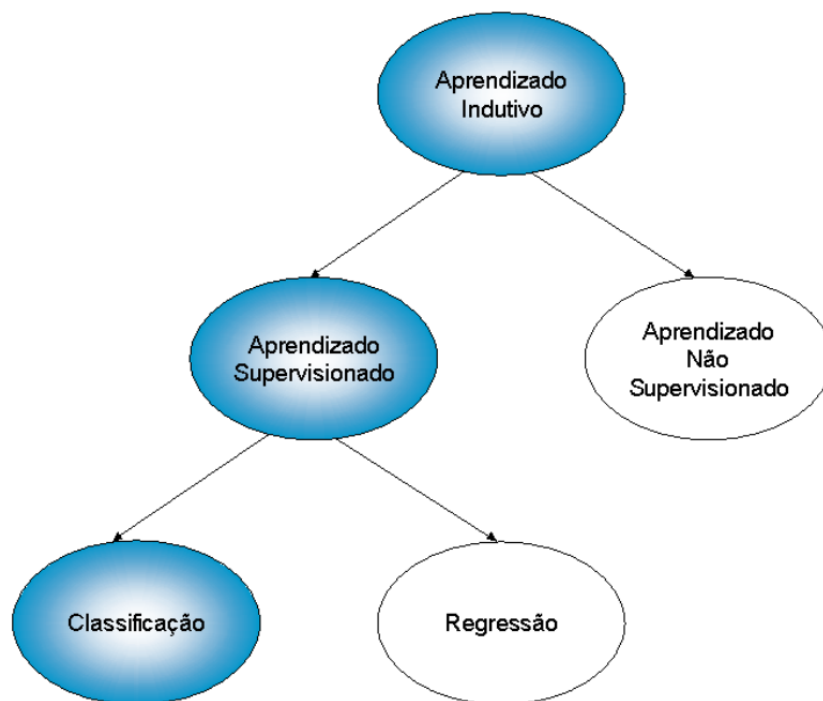 Aprendizado
Indutivo
Aprendizado
Supervisionado
Aprendizado
Não
Supervisionado
Classificação
Regressão